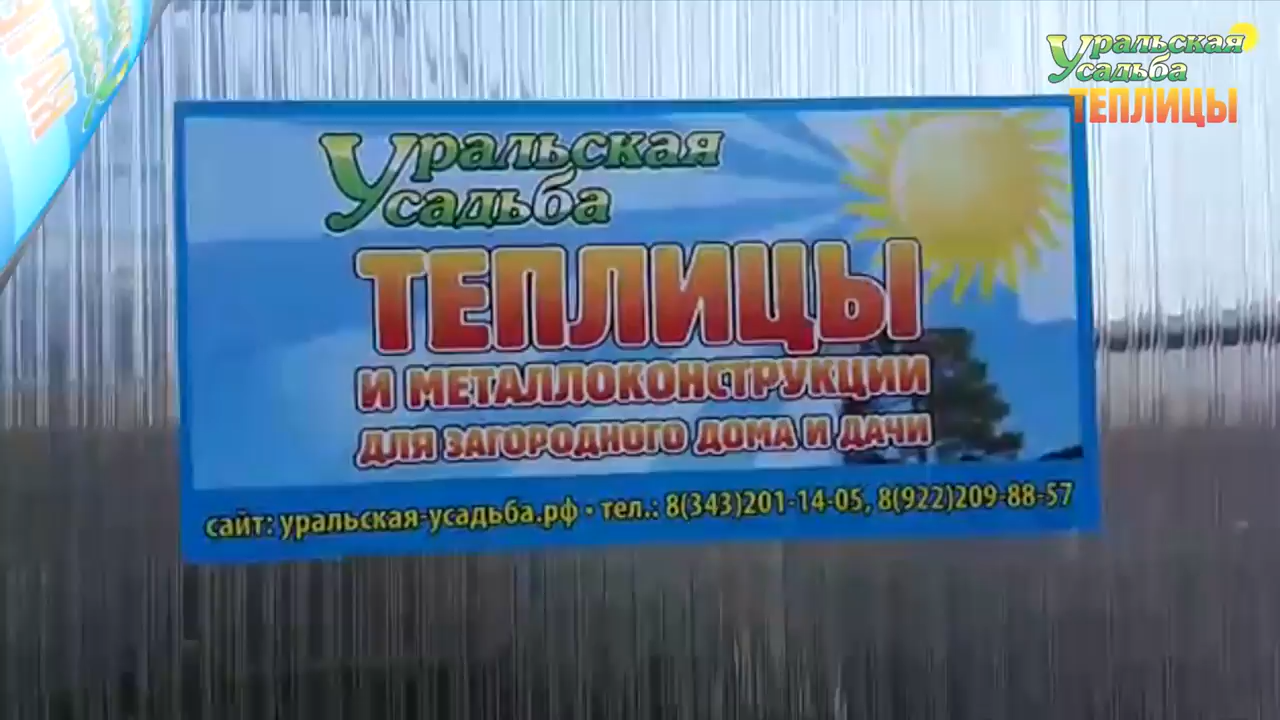 Уральская
Усадьба
ТЕПЛИЦЫ
Уральская
Усадьба
ТЕПЛИЦЫ
И МЕТАЛЛОКОНСТРУКЦИИ
ДЛЯ ЗАГОРОДНОГО ДОМА И ДАЧИ
сайт: уральская-усадьба.рф • тел.: 8(343)201-14-05, 8(922)209-88-57